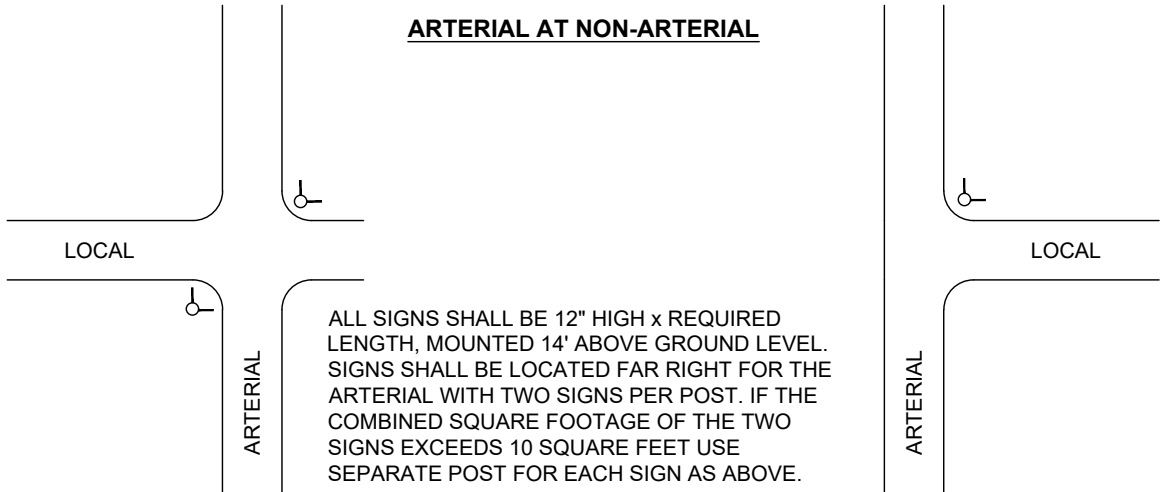 ARTERIAL AT NON-ARTERIAL
LOCAL
LOCAL
ALL SIGNS SHALL BE 12" HIGH x REQUIRED
LENGTH, MOUNTED 14' ABOVE GROUND LEVEL.
SIGNS SHALL BE LOCATED FAR RIGHT FOR THE
ARTERIAL WITH TWO SIGNS PER POST. IF THE
COMBINED SQUARE FOOTAGE OF THE TWO
SIGNS EXCEEDS 10 SQUARE FEET USE
SEPARATE POST FOR EACH SIGN AS ABOVE.
ARTERIAL
ARTERIAL